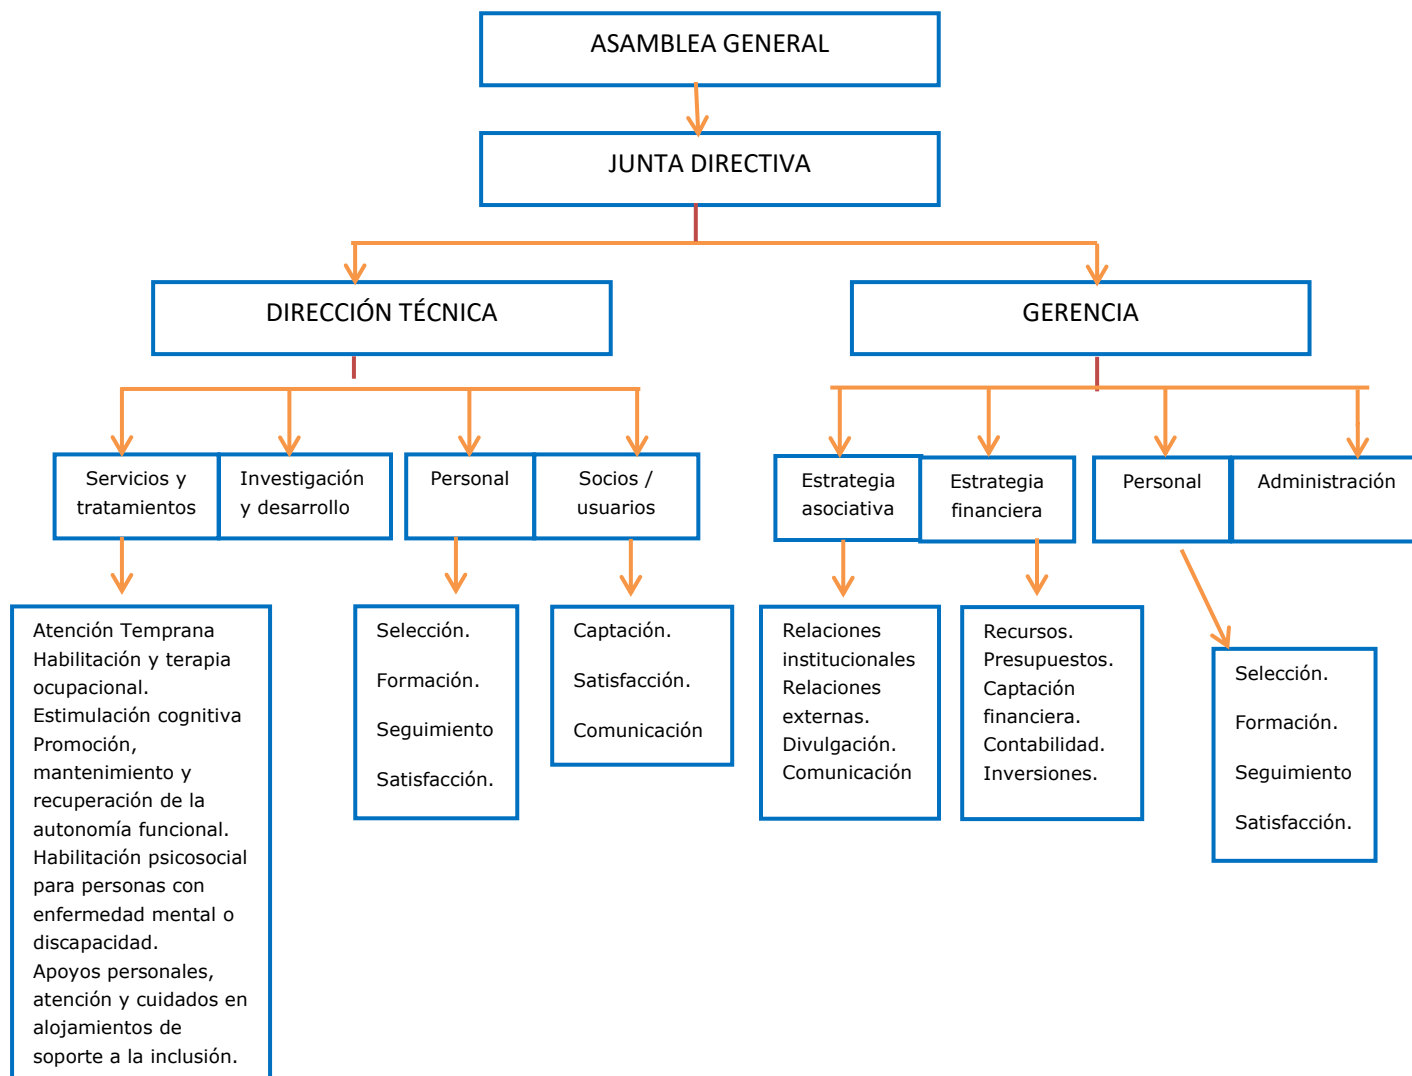 ASAMBLEA GENERAL
JUNTA DIRECTIVA
DIRECCIÓN TÉCNICA
GERENCIA
Servicios y
tratamientos
Investigación
y desarrollo
Personal
Socios /
usuarios
Estrategia
asociativa
Estrategia
financiera
Personal
Administración
Atención Temprana
Habilitación y terapia
ocupacional.
Estimulación cognitiva
Promoción,
mantenimiento y
recuperación de la
autonomía funcional.
Habilitación psicosocial
para personas con
enfermedad mental o
discapacidad.
Apoyos personales,
atención y cuidados en
alojamientos de
soporte a la inclusión.
Selección.
Formación.
Seguimiento
Satisfacción.
Captación.
Satisfacción.
Comunicación
Relaciones
institucionales
Relaciones
externas.
Divulgación.
Comunicación
Recursos.
Presupuestos.
Captación
financiera.
Contabilidad.
Inversiones.
Selección.
Formación.
Seguimiento
Satisfacción.